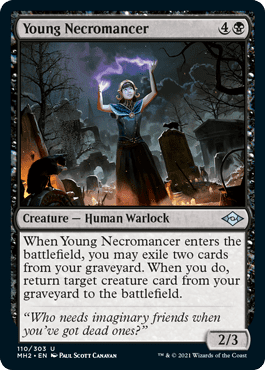 Young Necromancer 4
Creature — Human Warlock
When Young Necromancer enters the
battlefield, you may exile two cards
from your graveyard. When you do,
return target creature card from your
graveyard to the battlefield.
“Who needs imaginary friends when
you’ve got dead ones?”
2/3
110/303 U
MH2 • EN PAUL SCOTT CANAVAN
™ & © 2021 Wizards of the Coast